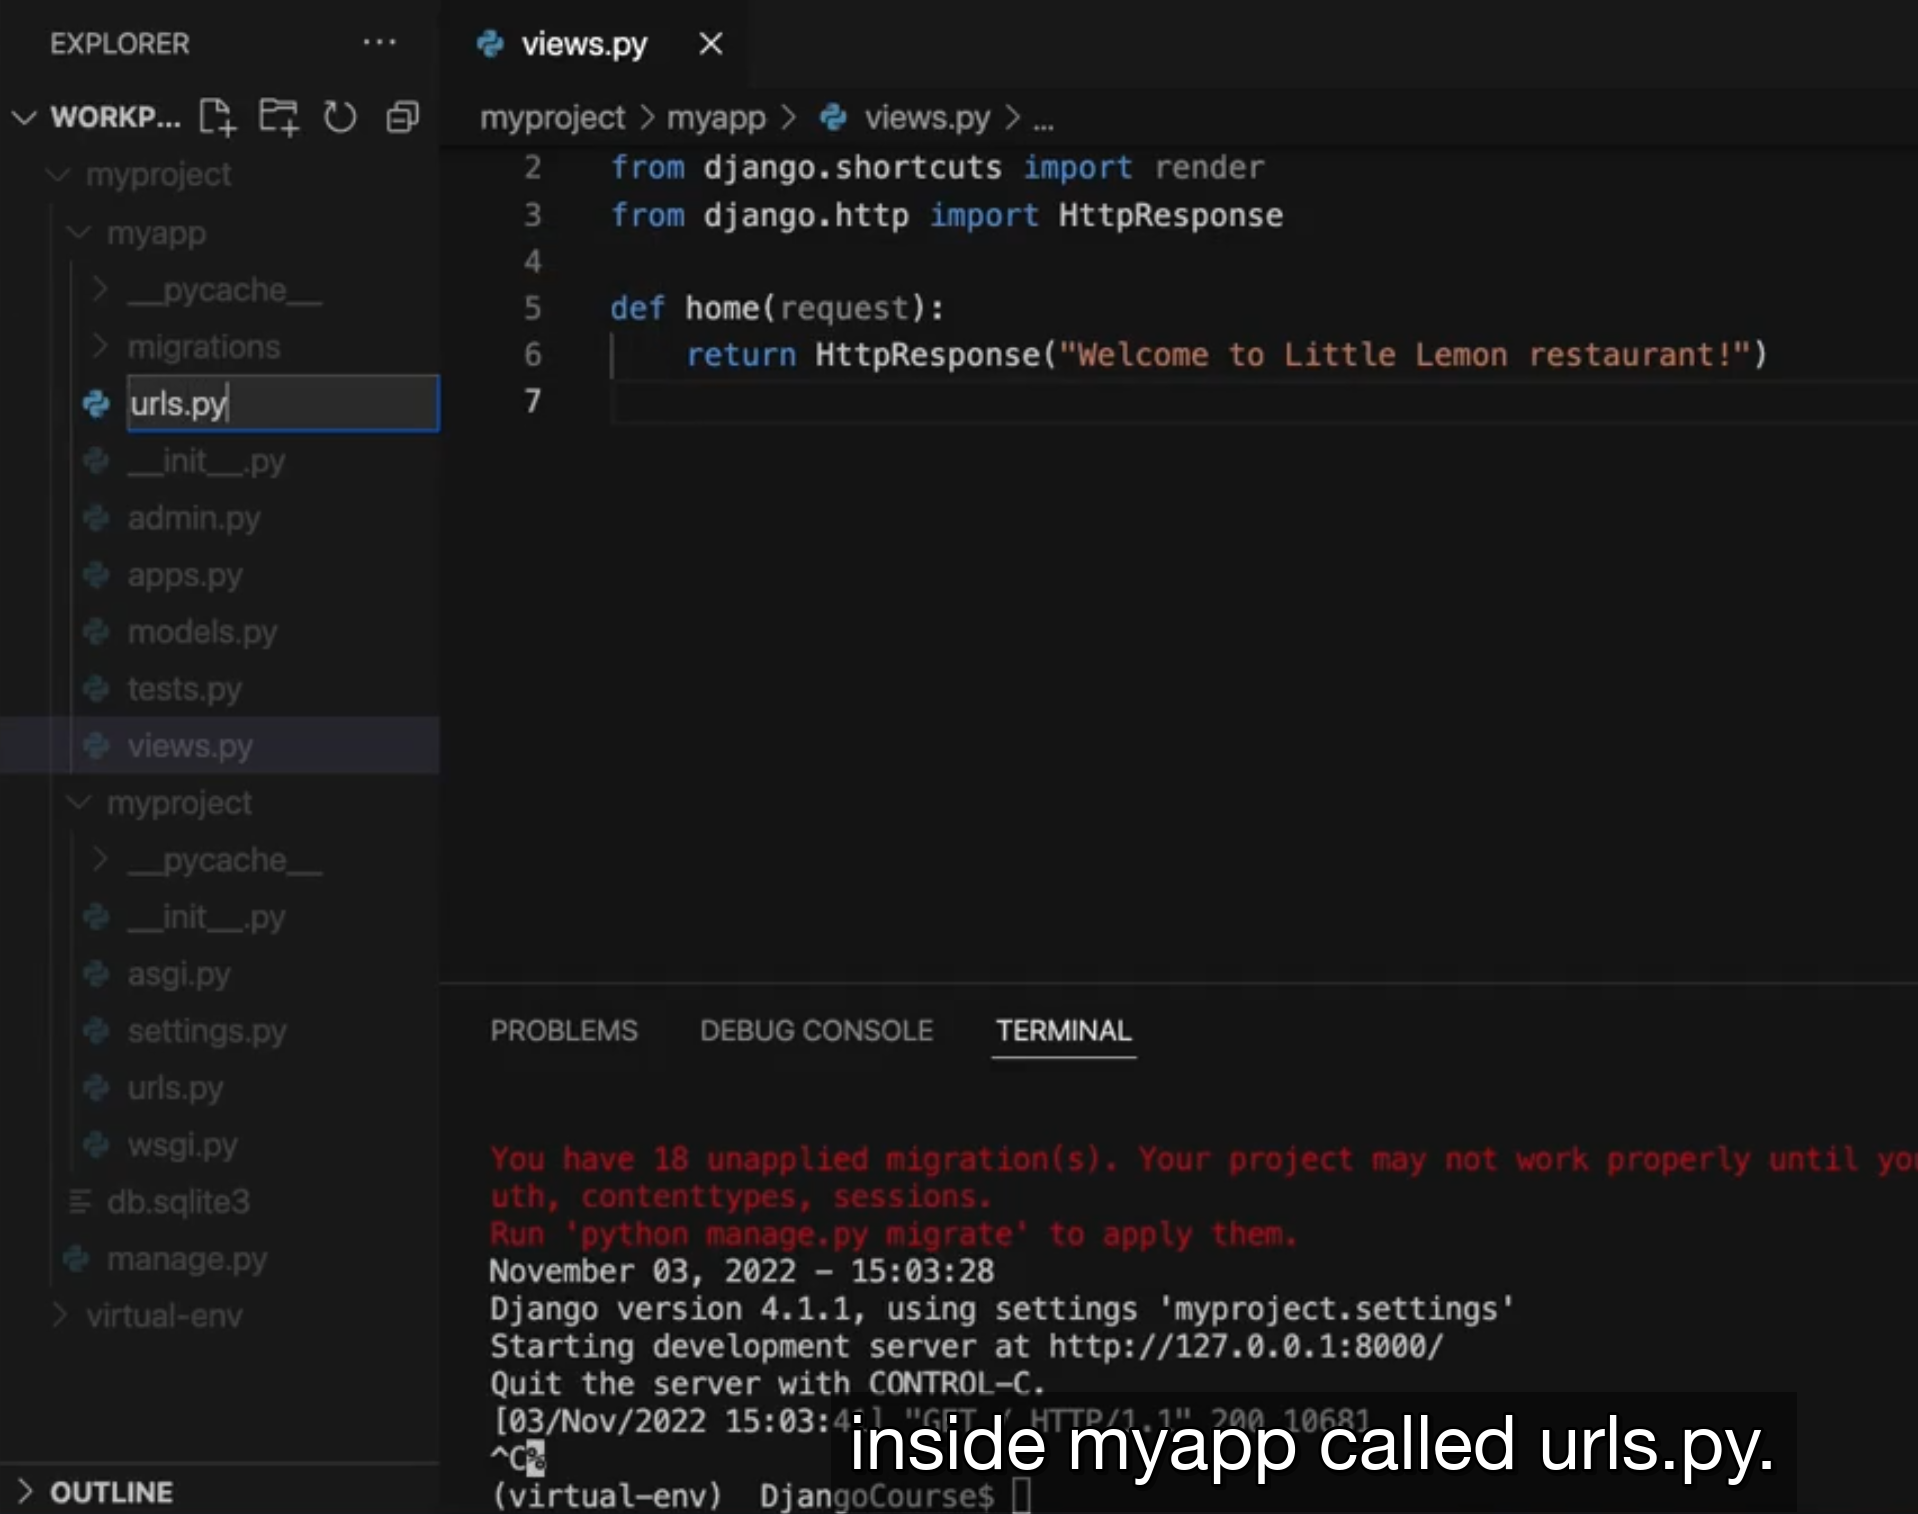 EXPLORER
WORKP...
myproject
myapp
__pycache__
migrations
urls.py
__init__.py
admin.py
apps.py
models.py
tests.py
views.py
myproject
__pycache__
__init__.py
asgi.py
settings.py
urls.py
wsgi.py
db.sqlite3
manage.py
virtual-env
OUTLINE
views.py
myproject > myapp > views.py > ...
2 from django.shortcuts import render
3 from django.http import HttpResponse
4
5 def home(request):
6 return HttpResponse("Welcome to Little Lemon restaurant!")
7
PROBLEMS DEBUG CONSOLE TERMINAL
You have 18 unapplied migration(s). Your project may not work properly until yo
uth, contenttypes, sessions.
Run 'python manage.py migrate' to apply them.
November 03, 2022 - 15:03:28
Django version 4.1.1, using settings 'myproject.settings'
Starting development server at http://127.0.0.1:8000/
Quit the server with CONTROL-C.
[03/Nov/2022 15:03:41] "GET / HTTP/1.1" 200 10681
^C%
(virtual-env) DjangoCourse$
inside myapp called urls.py.